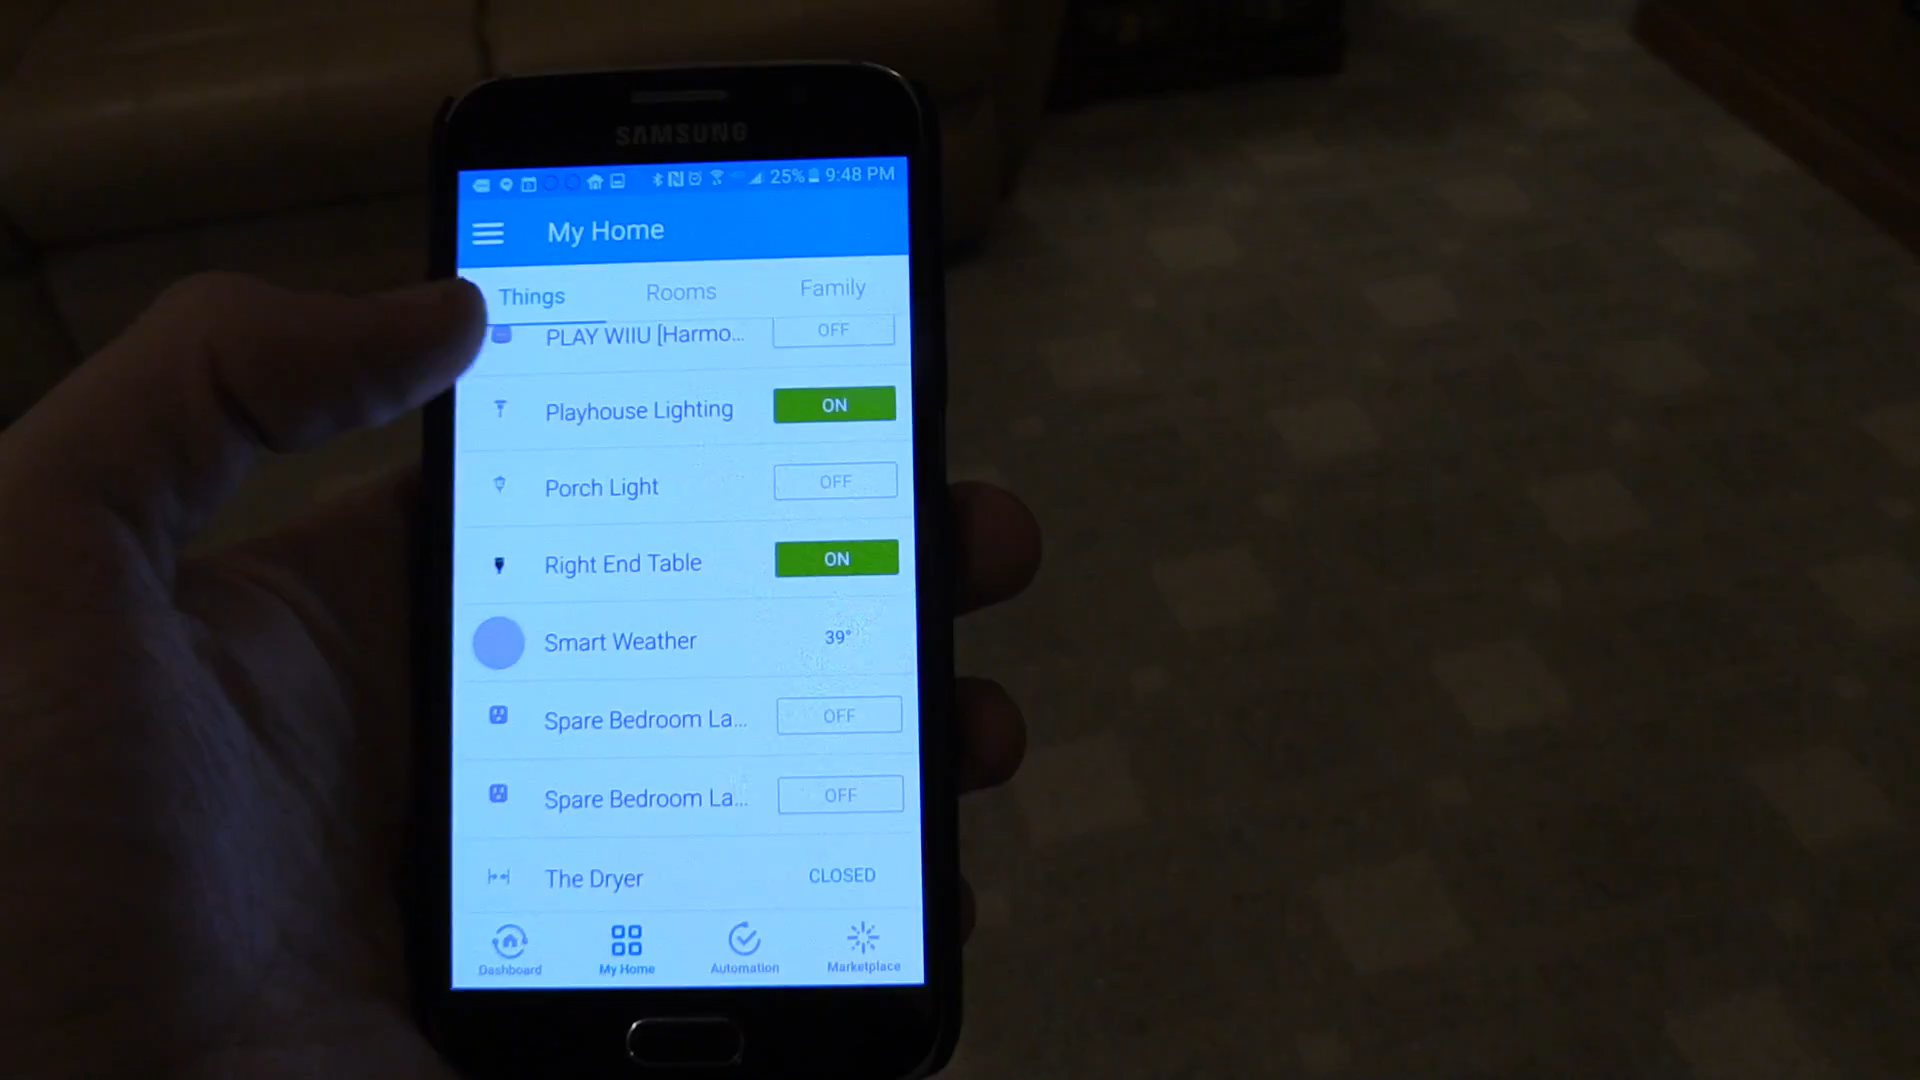 SAMSUNG
25% 9:48 PM
My Home
Things Rooms Family
PLAY WIIU [Harmo... OFF
Playhouse Lighting ON
Porch Light OFF
Right End Table ON
Smart Weather 39°
Spare Bedroom La... OFF
Spare Bedroom La... OFF
The Dryer CLOSED
Dashboard My Home Automation Marketplace